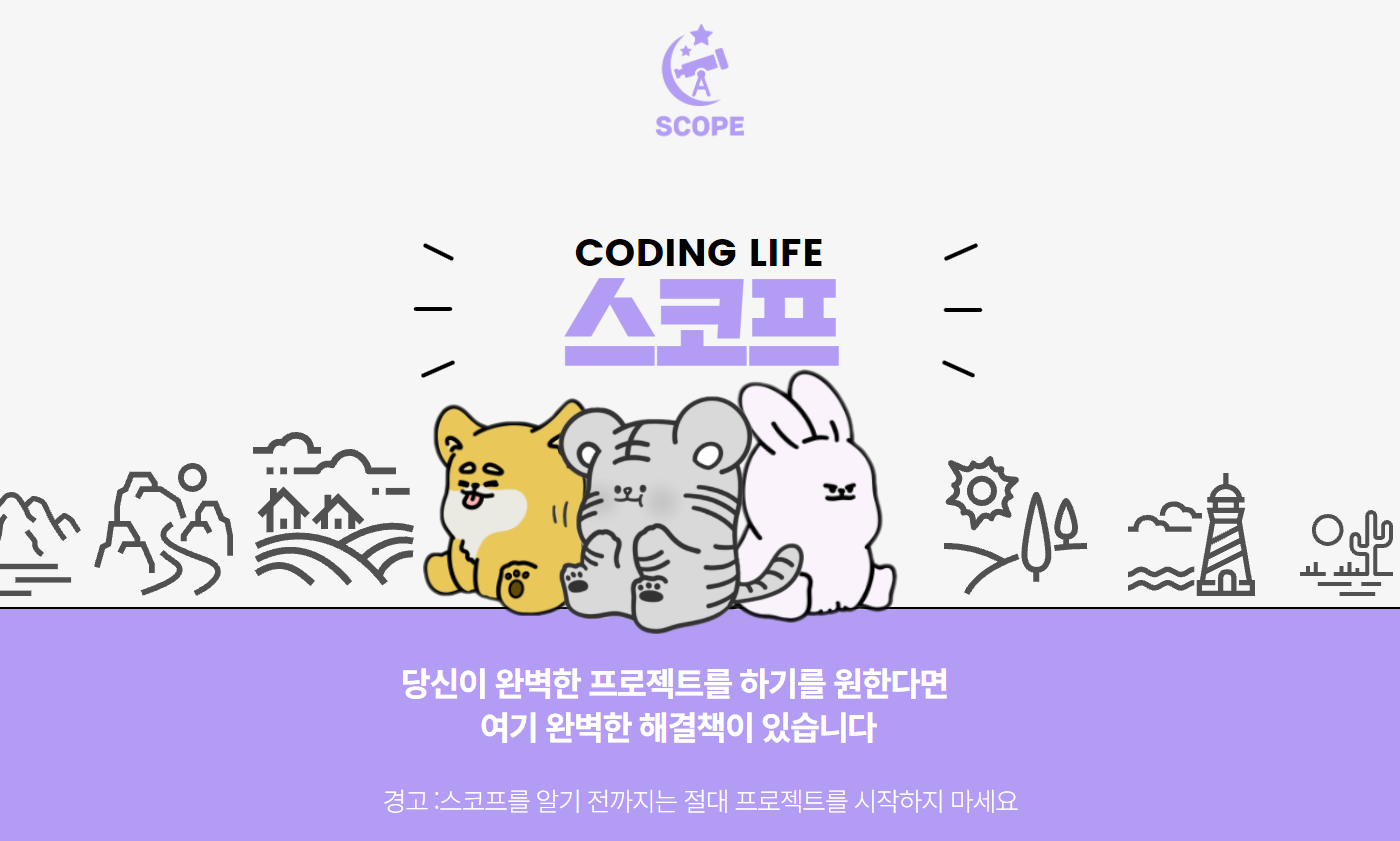 SCOPE
CODING LIFE
스코프
당신이 완벽한 프로젝트를 하기를 원한다면
여기 완벽한 해결책이 있습니다
경고 :스코프를 알기 전까지는 절대 프로젝트를 시작하지 마세요